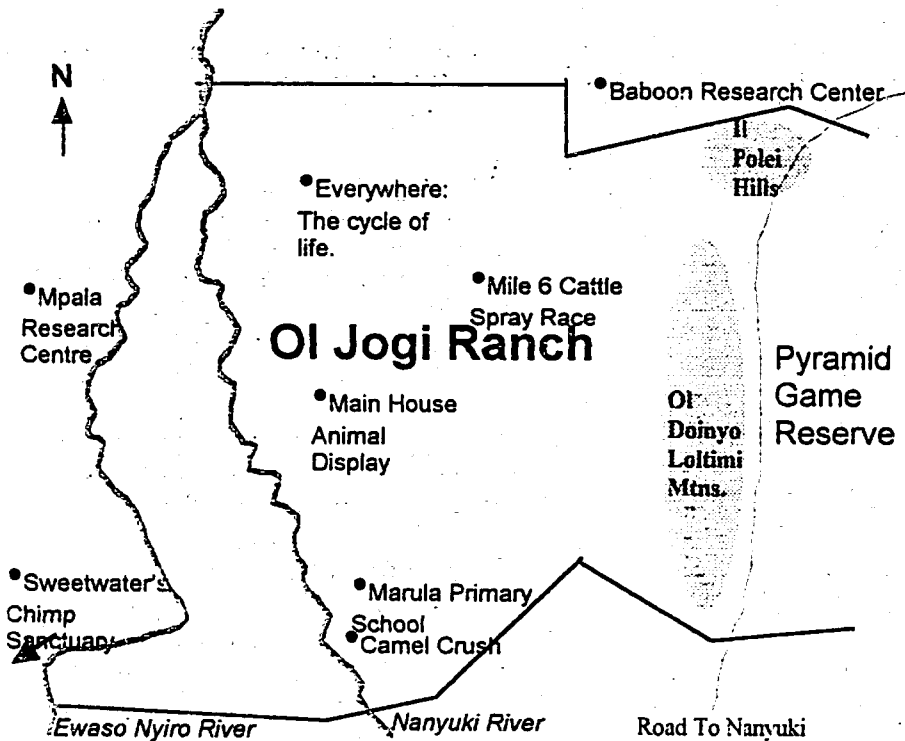 N
Baboon Research Center
Il
Polei
Hills
Everywhere:
The cycle of
life.
Mpala
Research
Centre
Mile 6 Cattle
Spray Race
Ol Jogi Ranch
Pyramid
Game
Reserve
Main House
Animal
Display
Ol
Doinyo
Loltimi
Mtns.
Sweetwater's
Chimp
Sanctuary
Marula Primary
School
Camel Crush
Ewaso Nyiro River
Nanyuki River
Road To Nanyuki